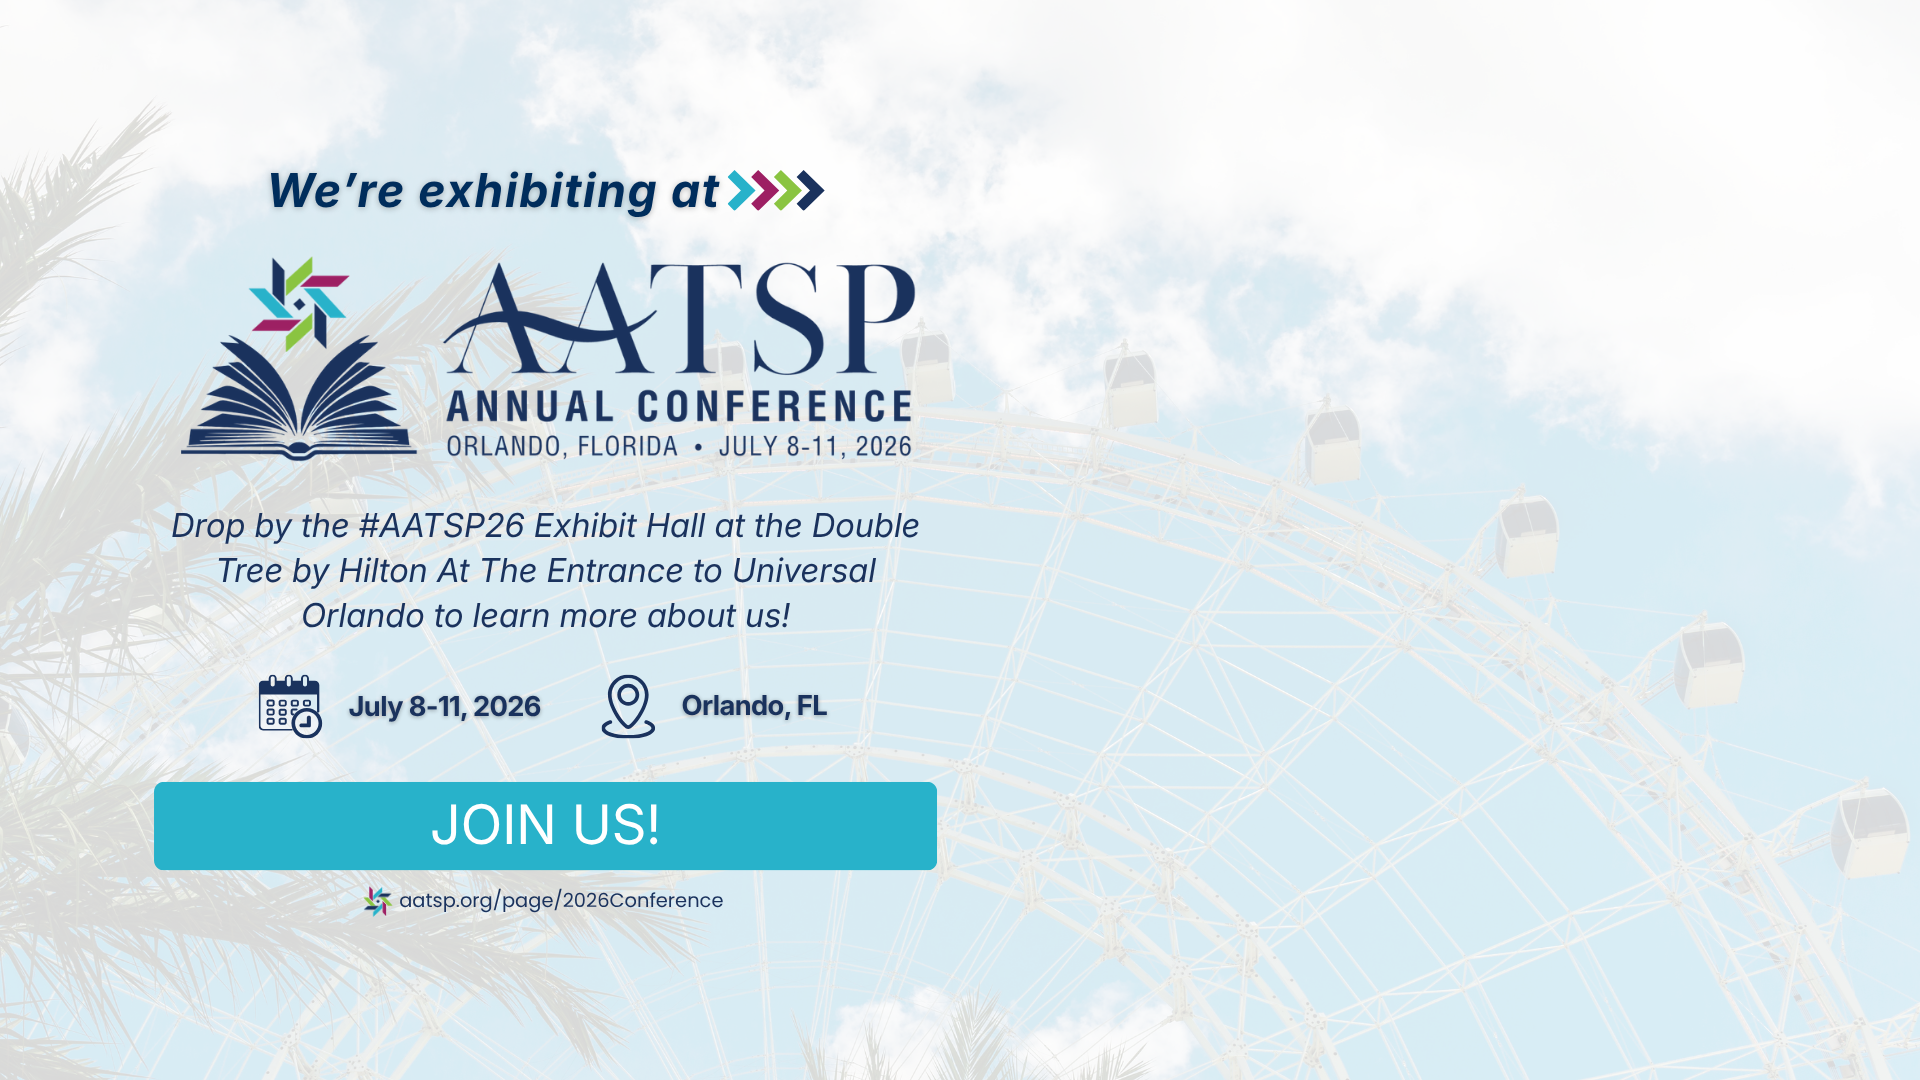 We’re exhibiting at
AATSP
ANNUAL CONFERENCE
ORLANDO, FLORIDA • JULY 8-11, 2026
Drop by the #AATSP26 Exhibit Hall at the Double
Tree by Hilton At The Entrance to Universal
Orlando to learn more about us!
July 8-11, 2026
Orlando, FL
JOIN US!
aatsp.org/page/2026Conference